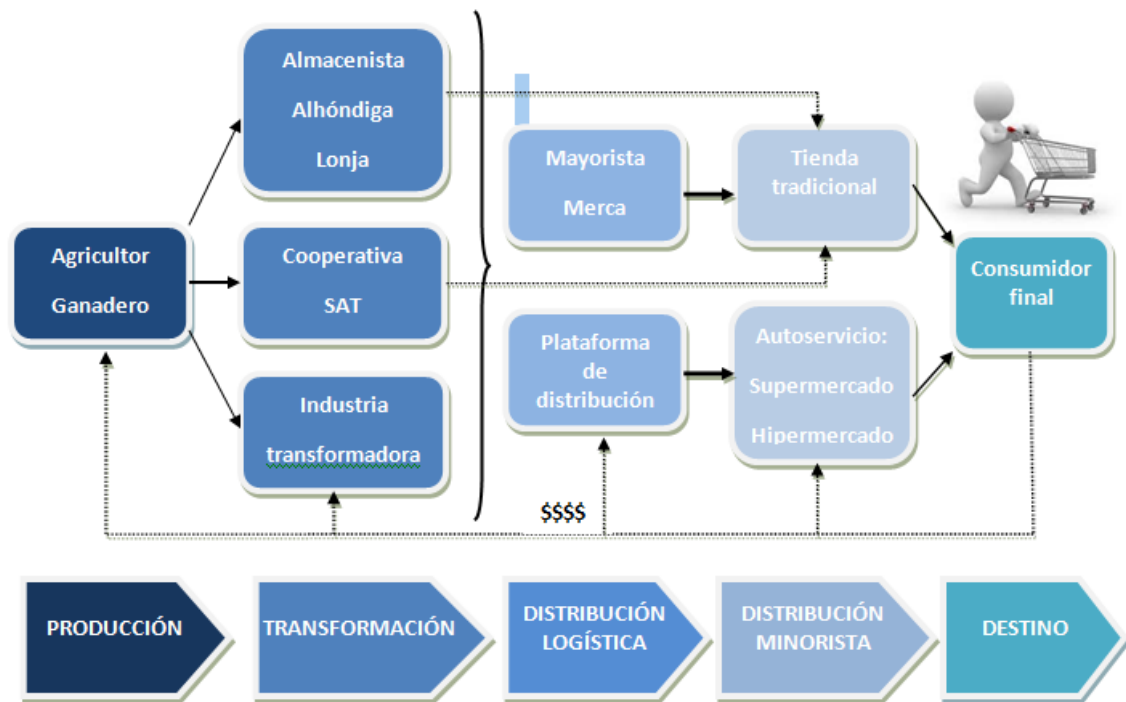 Almacenista
Alhóndiga
Lonja
Mayorista
Merca
Tienda
tradicional
Agricultor
Ganadero
Cooperativa
SAT
Consumidor
final
Plataforma
de
distribución
Autoservicio:
Supermercado
Hipermercado
Industria
transformadora
$$$$
PRODUCCIÓN
TRANSFORMACIÓN
DISTRIBUCIÓN
LOGÍSTICA
DISTRIBUCIÓN
MINORISTA
DESTINO